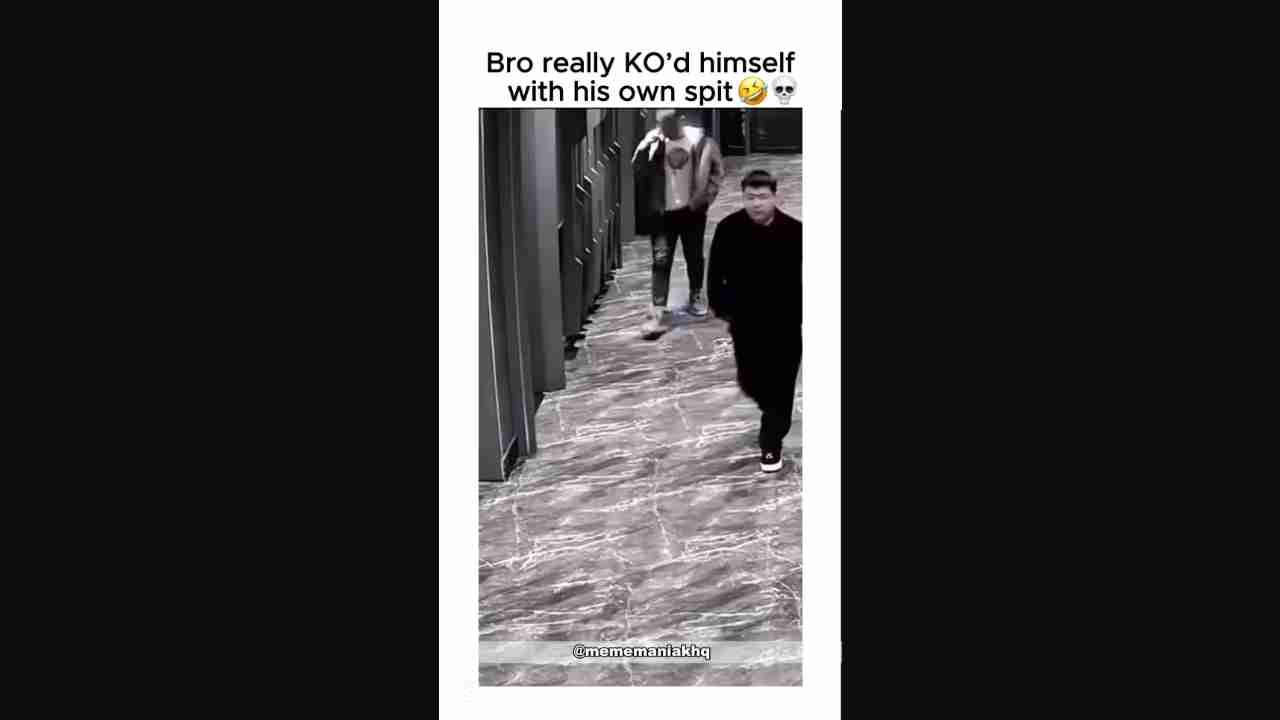 Bro really KO’d himself
with his own spit🤣💀
@mememaniakhq